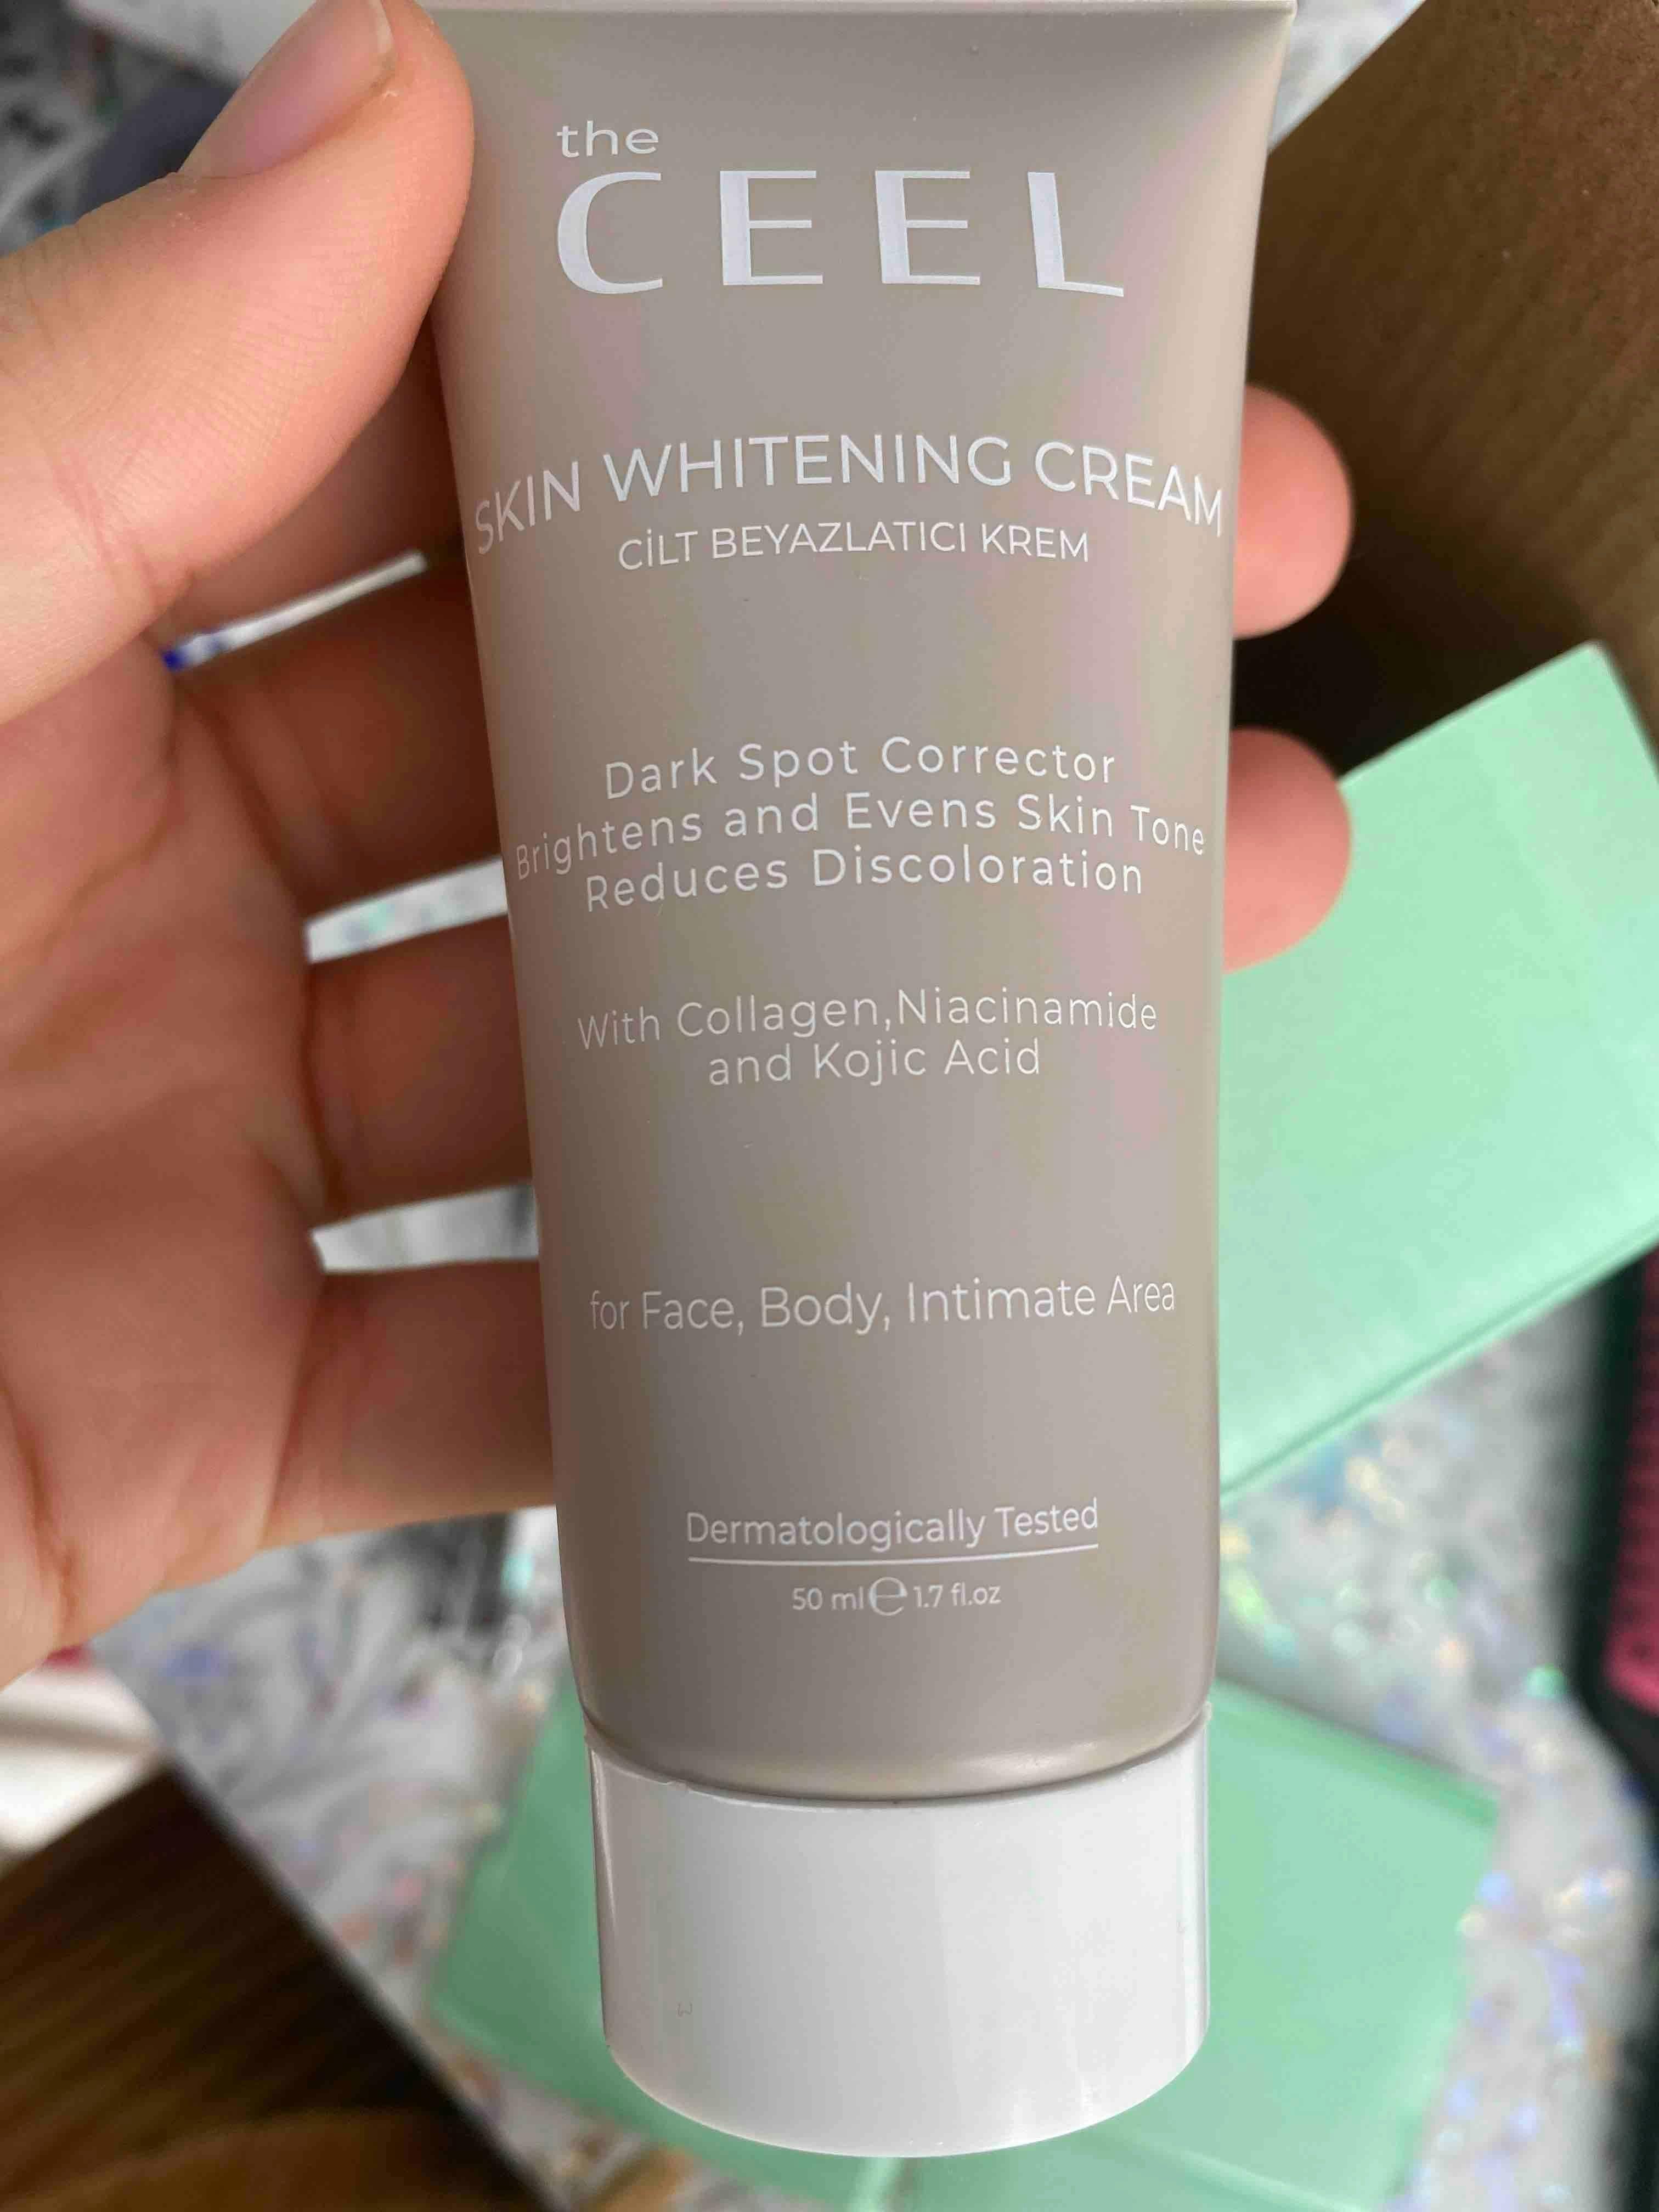 the
CEEL
SKIN WHITENING CREAM
CİLT BEYAZLATICI KREM
Dark Spot Corrector
Brightens and Evens Skin Tone
Reduces Discoloration
With Collagen,Niacinamide
and Kojic Acid
for Face, Body, Intimate Area
Dermatologically Tested
50 ml ℮ 1.7 fl.oz